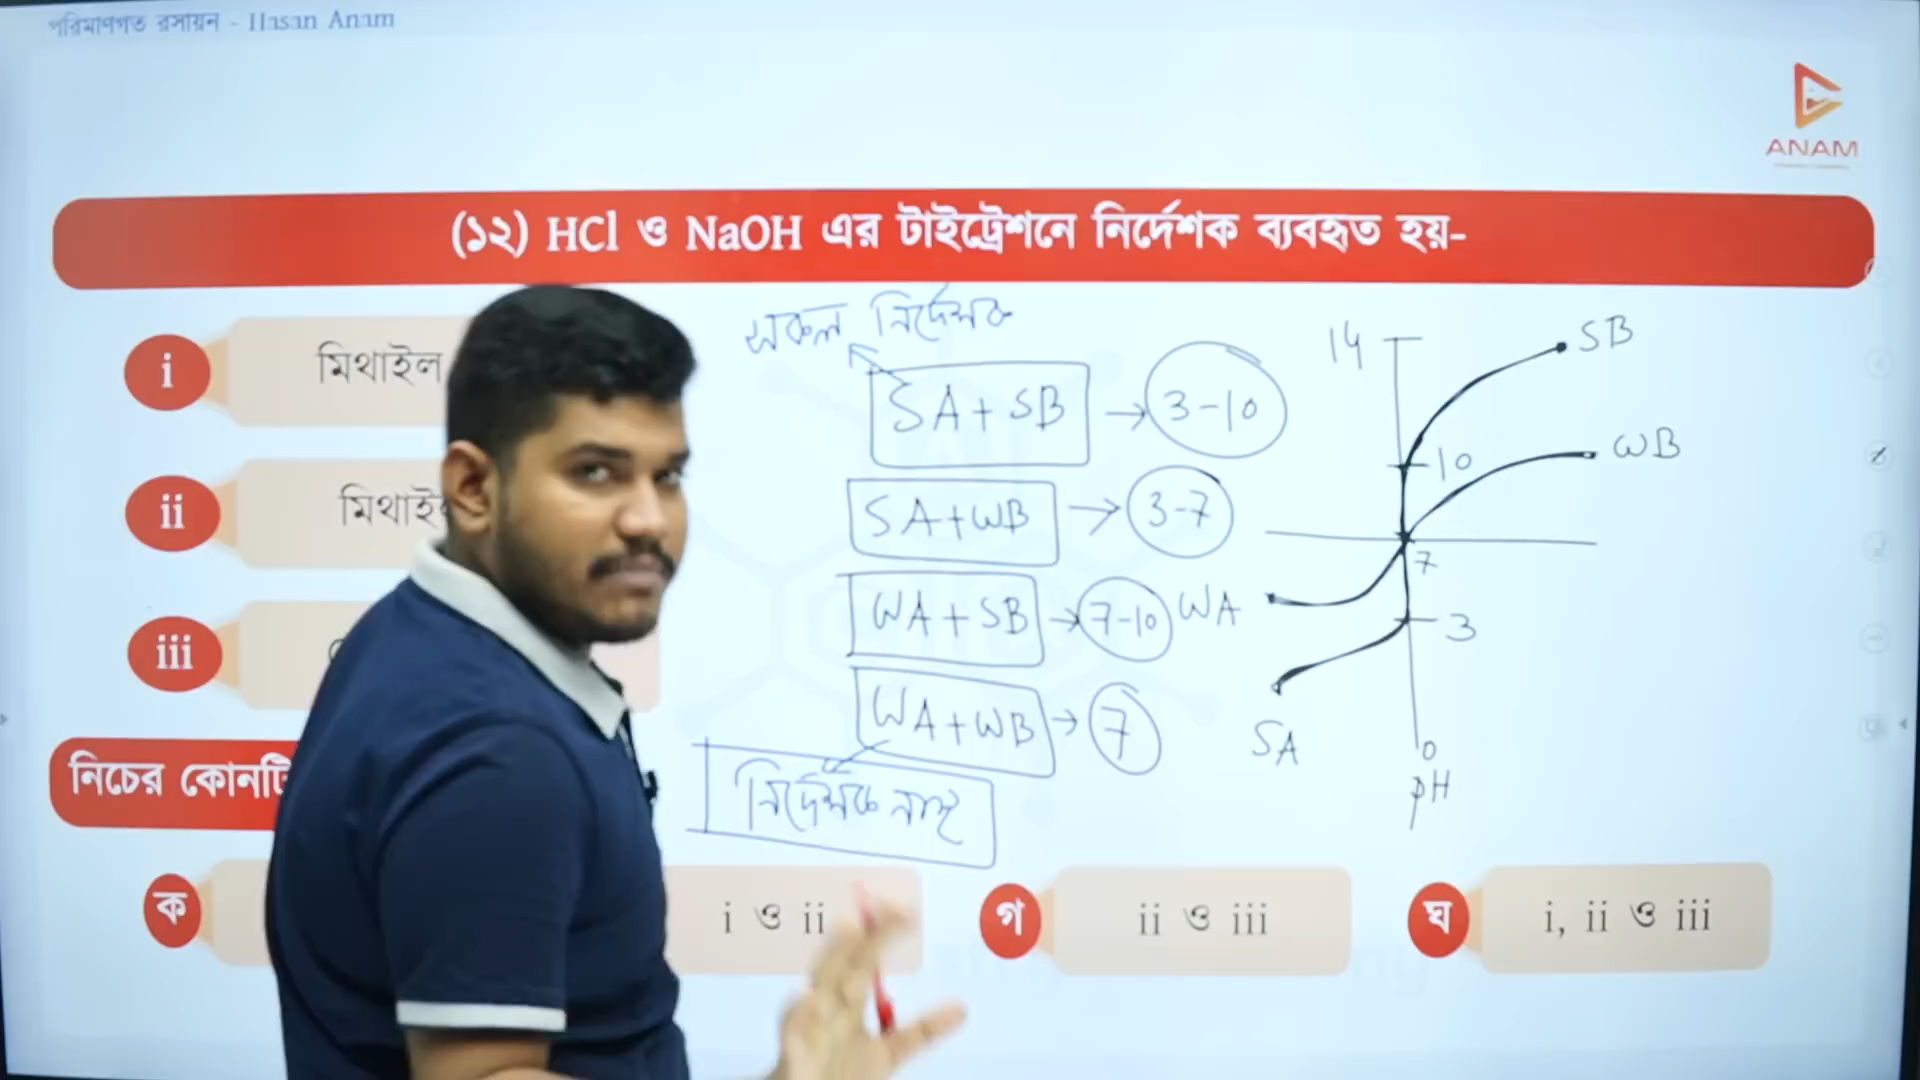 পরিমাণগত রসায়ন - Hasan Anam
ANAM
(১২) HCl ও NaOH এর টাইট্রেশনে নির্দেশক ব্যবহৃত হয়-
i মিথাইল
ii
iii
সকল নির্দেশক
SA + SB → 3-10
SA+WB → 3-7
WA + SB → 7-10
WA+WB → 7
নির্দেশক নাই
14
SB
10
WB
7
WA
3
SA
0
pH
নিচের কোনটি
ক
i ও ii
গ ii ও iii
ঘ i, ii ও iii